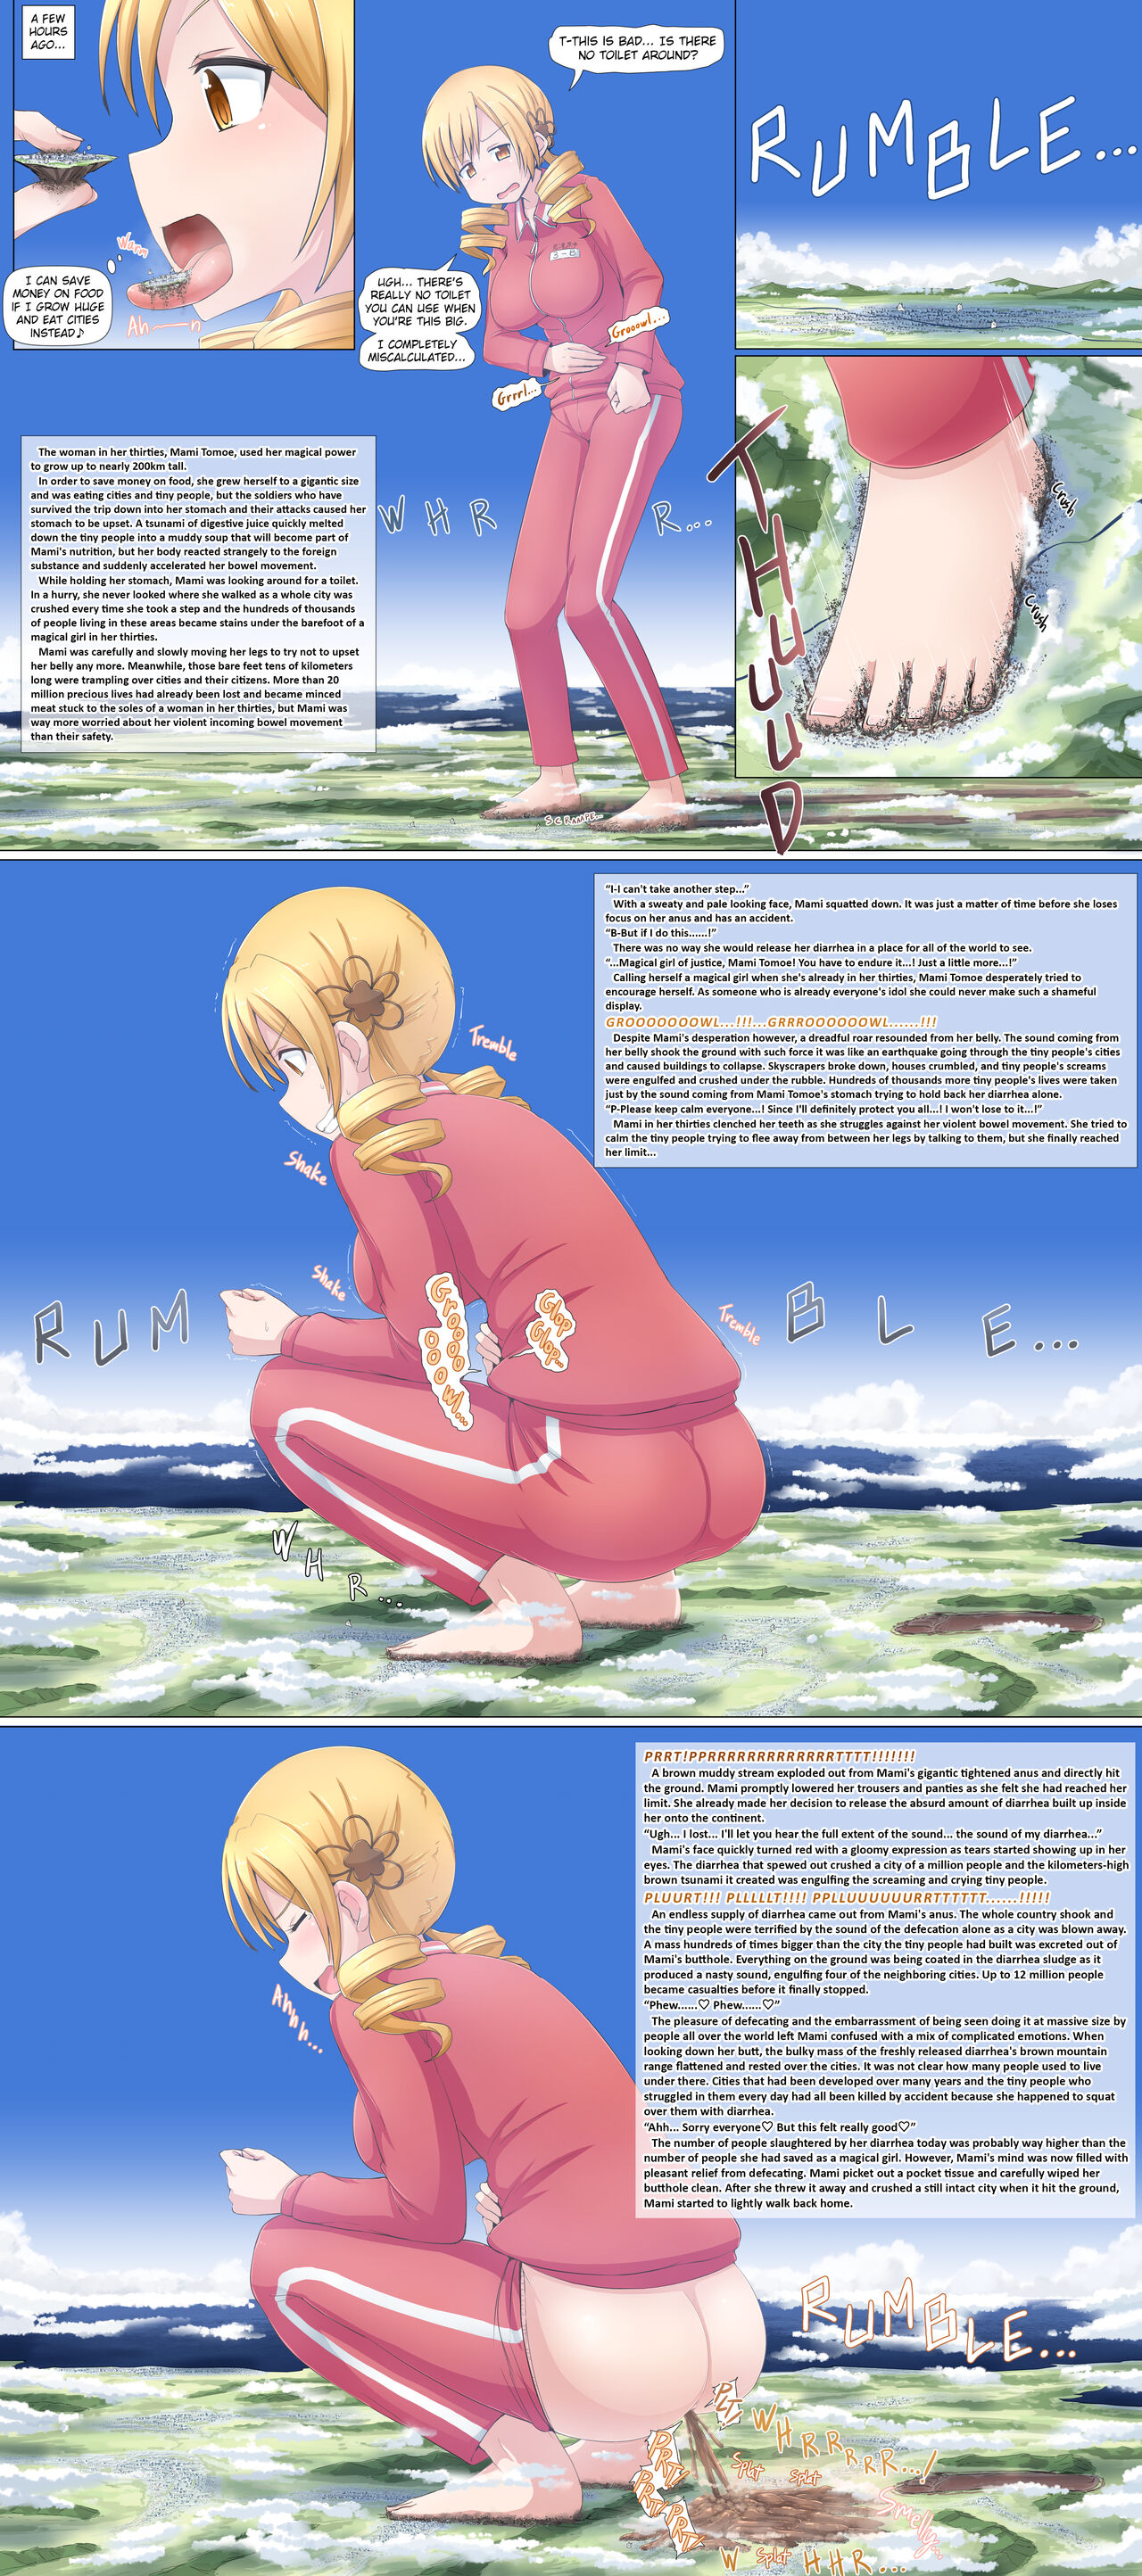 A FEW
HOURS
AGO...
Warm
I CAN SAVE
MONEY ON FOOD
IF I GROW HUGE
AND EAT CITIES
INSTEAD♪
Ah——n
T-THIS IS BAD... IS THERE
NO TOILET AROUND?
UGH... THERE'S
REALLY NO TOILET
YOU CAN USE WHEN
YOU'RE THIS BIG.
I COMPLETELY
MISCALCULATED...
3-B
Grooowl...
Grrrl...
RUMBLE...
The woman in her thirties, Mami Tomoe, used her magical power
to grow up to nearly 200km tall.
In order to save money on food, she grew herself to a gigantic size
and was eating cities and tiny people, but the soldiers who have
survived the trip down into her stomach and their attacks caused her
stomach to be upset. A tsunami of digestive juice quickly melted
down the tiny people into a muddy soup that will become part of
Mami's nutrition, but her body reacted strangely to the foreign
substance and suddenly accelerated her bowel movement.
While holding her stomach, Mami was looking around for a toilet.
In a hurry, she never looked where she walked as a whole city was
crushed every time she took a step and the hundreds of thousands
of people living in these areas became stains under the barefoot of a
magical girl in her thirties.
Mami was carefully and slowly moving her legs to try not to upset
her belly any more. Meanwhile, those bare feet tens of kilometers
long were trampling over cities and their citizens. More than 20
million precious lives had already been lost and became minced
meat stuck to the soles of a woman in her thirties, but Mami was
way more worried about her violent incoming bowel movement
than their safety.
WHRR...
SCRAMPE...
THUUUD
Crush
Crush
"I-I can't take another step..."
With a sweaty and pale looking face, Mami squatted down. It was just a matter of time before she loses
focus on her anus and has an accident.
"B-But if I do this......!"
There was no way she would release her diarrhea in a place for all of the world to see.
"...Magical girl of justice, Mami Tomoe! You have to endure it...! Just a little more...!"
Calling herself a magical girl when she's already in her thirties, Mami Tomoe desperately tried to
encourage herself. As someone who is already everyone's idol she could never make such a shameful
display.
GROOOOOOOWL...!!!...GRRROOOOOOWL......!!!
Despite Mami's desperation however, a dreadful roar resounded from her belly. The sound coming from
her belly shook the ground with such force it was like an earthquake going through the tiny people's cities
and caused buildings to collapse. Skyscrapers broke down, houses crumbled, and tiny people's screams
were engulfed and crushed under the rubble. Hundreds of thousands more tiny people's lives were taken
just by the sound coming from Mami Tomoe's stomach trying to hold back her diarrhea alone.
"P-Please keep calm everyone...! Since I'll definitely protect you all...! I won't lose to it...!"
Mami in her thirties clenched her teeth as she struggles against her violent bowel movement. She tried to
calm the tiny people trying to flee away from between her legs by talking to them, but she finally reached
her limit...
Tremble
Shake
Shake
Groooo
ooowl...
Glop
Glop...
Tremble
RUMBLE...
WHR...
PRRT!PPRRRRRRRRRRRRRTTTT!!!!!!!
A brown muddy stream exploded out from Mami's gigantic tightened anus and directly hit
the ground. Mami promptly lowered her trousers and panties as she felt she had reached her
limit. She already made her decision to release the absurd amount of diarrhea built up inside
her onto the continent.
"Ugh... I lost... I'll let you hear the full extent of the sound... the sound of my diarrhea..."
Mami's face quickly turned red with a gloomy expression as tears started showing up in her
eyes. The diarrhea that spewed out crushed a city of a million people and the kilometers-high
brown tsunami it created was engulfing the screaming and crying tiny people.
PLUURT!!! PLLLLLT!!!! PPLLUUUUUURRTTTTTT......!!!!!
An endless supply of diarrhea came out from Mami's anus. The whole country shook and
the tiny people were terrified by the sound of the defecation alone as a city was blown away.
A mass hundreds of times bigger than the city the tiny people had built was excreted out of
Mami's butthole. Everything on the ground was being coated in the diarrhea sludge as it
produced a nasty sound, engulfing four of the neighboring cities. Up to 12 million people
became casualties before it finally stopped.
"Phew......♡ Phew......♡"
The pleasure of defecating and the embarrassment of being seen doing it at massive size by
people all over the world left Mami confused with a mix of complicated emotions. When
looking down her butt, the bulky mass of the freshly released diarrhea's brown mountain
range flattened and rested over the cities. It was not clear how many people used to live
under there. Cities that had been developed over many years and the tiny people who
struggled in them every day had all been killed by accident because she happened to squat
over them with diarrhea.
"Ahh... Sorry everyone♡ But this felt really good♡"
The number of people slaughtered by her diarrhea today was probably way higher than the
number of people she had saved as a magical girl. However, Mami's mind was now filled with
pleasant relief from defecating. Mami picket out a pocket tissue and carefully wiped her
butthole clean. After she threw it away and crushed a still intact city when it hit the ground,
Mami started to lightly walk back home.
Ahhh...
RUMBLE...
PLT!
WHRRRRR...!
PRT!
PRT!
PRT!
Splat
Splat
Smelly...
Splat
WHHR...